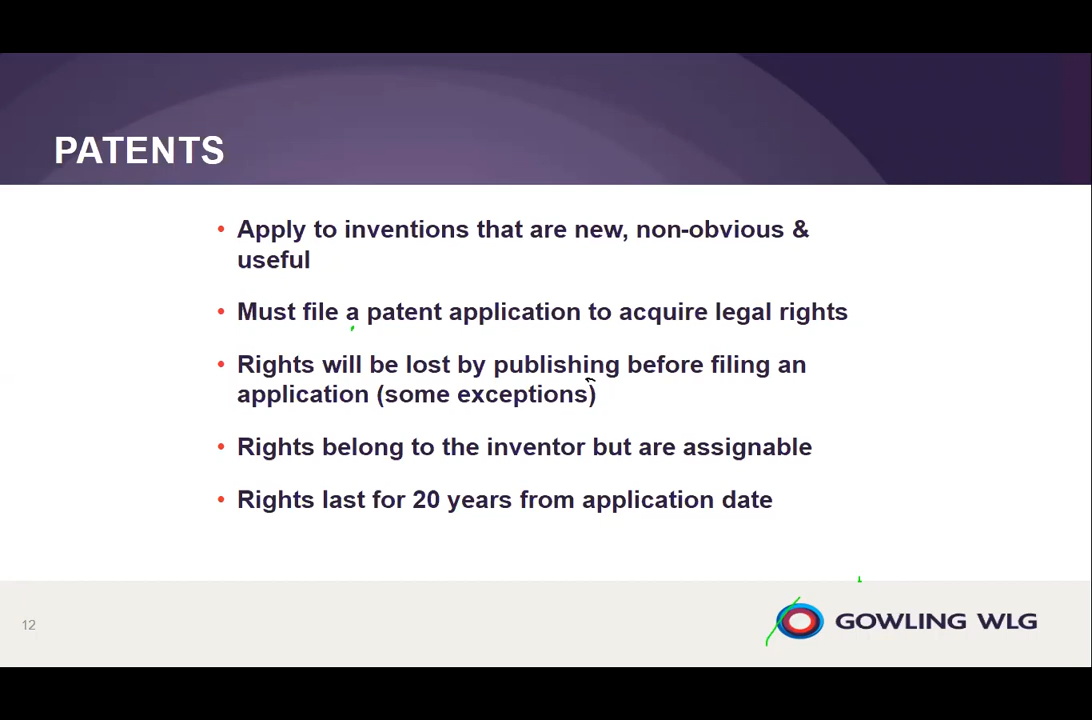 PATENTS
• Apply to inventions that are new, non-obvious &
useful
• Must file a patent application to acquire legal rights
• Rights will be lost by publishing before filing an
application (some exceptions)
• Rights belong to the inventor but are assignable
• Rights last for 20 years from application date
12
GOWLING WLG